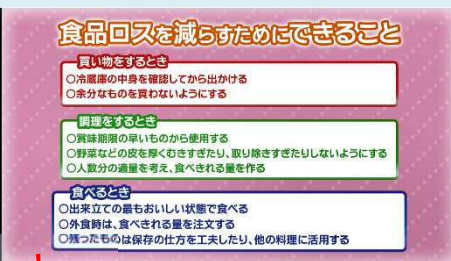 食品ロスを減らすためにできること
買い物をするとき
○冷蔵庫の中身を確認してから出かける
○余分なものを買わないようにする
調理をするとき
○賞味期限の早いものから使用する
○野菜などの皮を厚くむきすぎたり、取り除きすぎたりしないようにする
○人数分の適量を考え、食べきれる量を作る
食べるとき
○出来立ての最もおいしい状態で食べる
○外食時は、食べきれる量を注文する
○残ったものは保存の仕方を工夫したり、他の料理に活用する